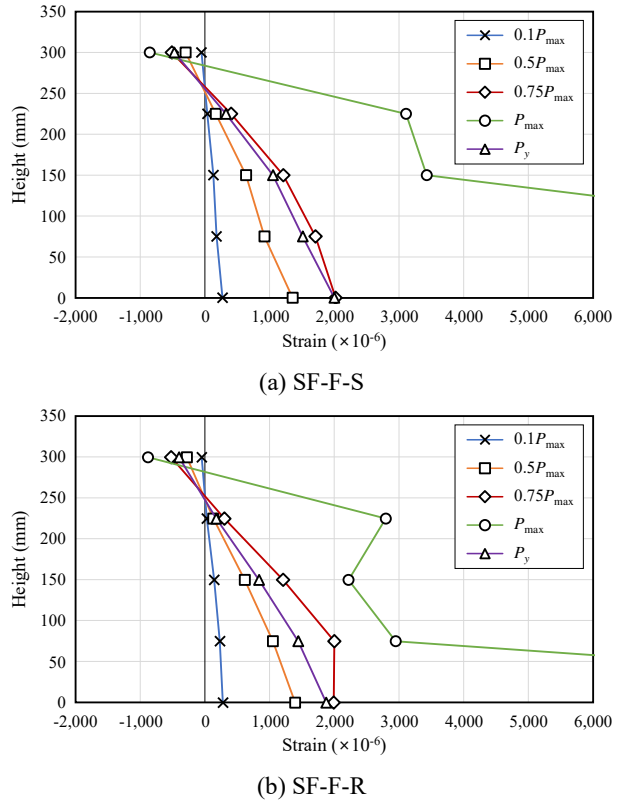 350
300
250
200
150
100
50
0
Height (mm)
-2,000 -1,000 0 1,000 2,000 3,000 4,000 5,000 6,000
Strain (×10⁻⁶)
0.1Pmax
0.5Pmax
0.75Pmax
Pmax
Py
(a) SF-F-S
350
300
250
200
150
100
50
0
Height (mm)
-2,000 -1,000 0 1,000 2,000 3,000 4,000 5,000 6,000
Strain (×10⁻⁶)
0.1Pmax
0.5Pmax
0.75Pmax
Pmax
Py
(b) SF-F-R